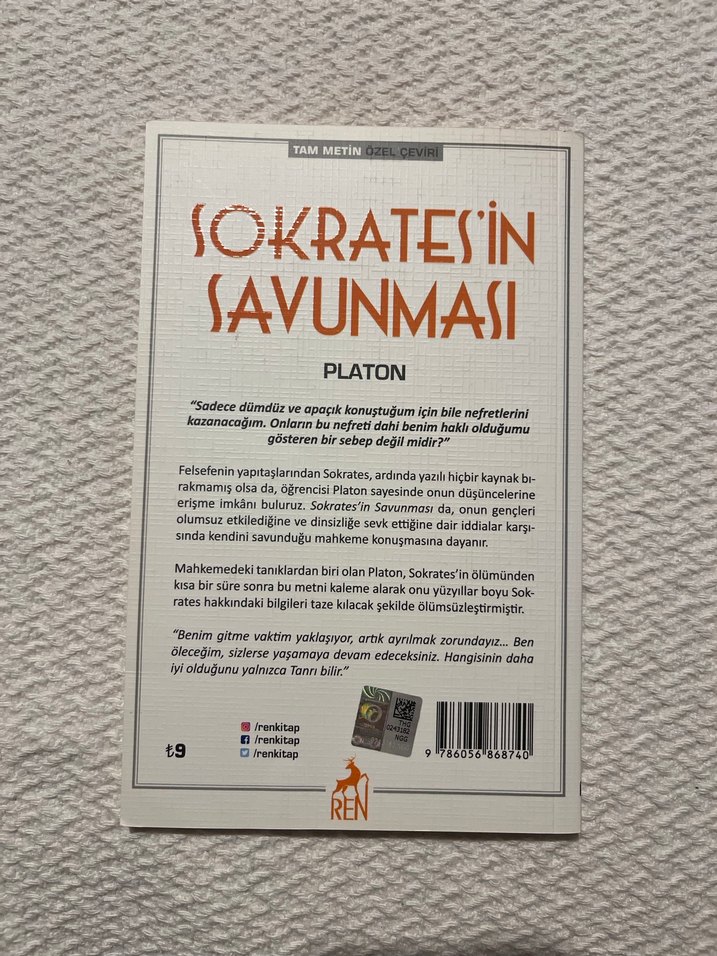 TAM METİN ÖZEL ÇEVİRİ
SOKRATES'İN
SAVUNMASI
PLATON
“Sadece dümdüz ve apaçık konuştuğum için bile nefretlerini
kazanacağım. Onların bu nefreti dahi benim haklı olduğumu
gösteren bir sebep değil midir?”
Felsefenin yapıtaşlarından Sokrates, ardında yazılı hiçbir kaynak bı-
rakmamış olsa da, öğrencisi Platon sayesinde onun düşüncelerine
erişme imkânı buluruz. Sokrates’in Savunması da, onun gençleri
olumsuz etkilediğine ve dinsizliğe sevk ettiğine dair iddialar karşı-
sında kendini savunduğu mahkeme konuşmasına dayanır.
Mahkemedeki tanıklardan biri olan Platon, Sokrates’in ölümünden
kısa bir süre sonra bu metni kaleme alarak onu yüzyıllar boyu Sok-
rates hakkındaki bilgileri taze kılacak şekilde ölümsüzleştirmiştir.
“Benim gitme vaktim yaklaşıyor, artık ayrılmak zorundayız... Ben
öleceğim, sizlerse yaşamaya devam edeceksiniz. Hangisinin daha
iyi olduğunu yalnızca Tanrı bilir.”
/renkitap
/renkitap
/renkitap
₺9
THG
0243182
NGG
9 786056 868740
REN